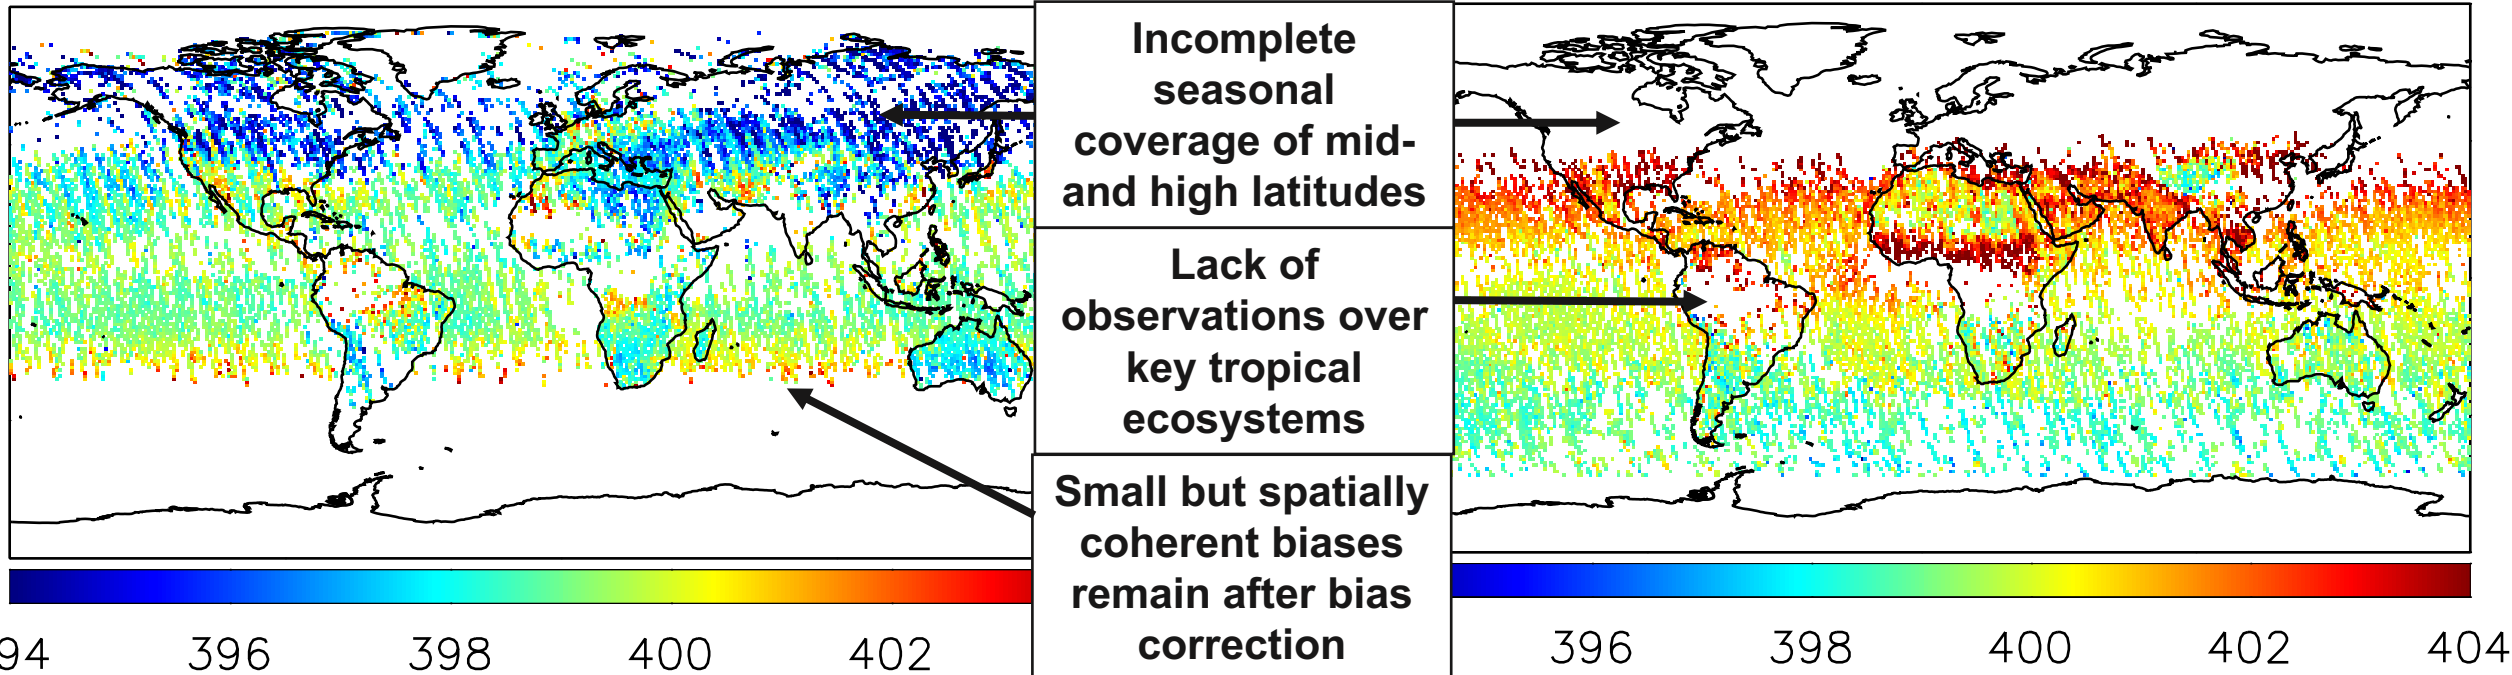 Incomplete
seasonal
coverage of mid-
and high latitudes
Lack of
observations over
key tropical
ecosystems
Small but spatially
coherent biases
remain after bias
correction
94 396 398 400 402
396 398 400 402 404